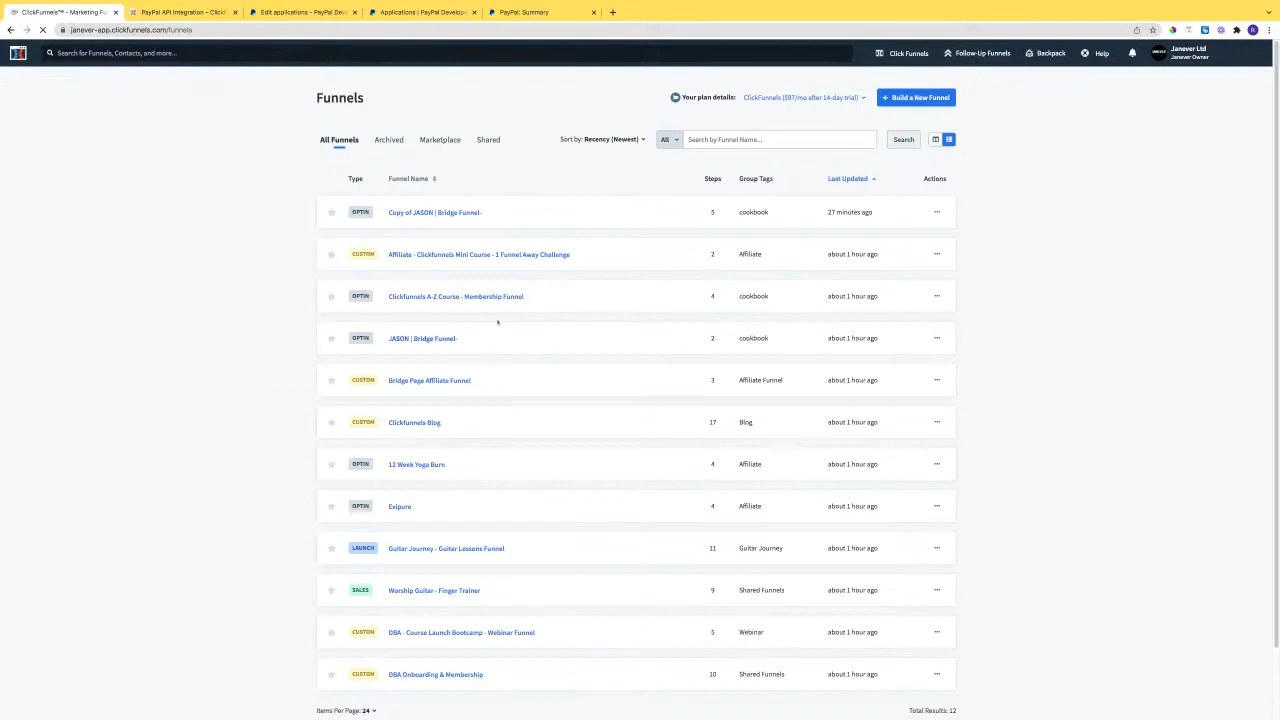 ClickFunnels™ - Marketing Fu
PayPal API Integration – ClickF
Edit applications - PayPal Deve
Applications | PayPal Develope
PayPal: Summary
janever-app.clickfunnels.com/funnels
Search for Funnels, Contacts, and more...
Click Funnels
Follow-Up Funnels
Backpack
Help
Janever Ltd
Janever Owner
Funnels
Your plan details: ClickFunnels ($97/mo after 14-day trial)
+ Build a New Funnel
All Funnels
Archived
Marketplace
Shared
Sort by: Recency (Newest)
All
Search by Funnel Name...
Search
Type Funnel Name Steps Group Tags Last Updated Actions
OPTIN Copy of JASON | Bridge Funnel- 5 cookbook 27 minutes ago ...
CUSTOM Affiliate - Clickfunnels Mini Course - 1 Funnel Away Challenge 2 Affiliate about 1 hour ago ...
OPTIN Clickfunnels A-Z Course - Membership Funnel 4 cookbook about 1 hour ago ...
OPTIN JASON | Bridge Funnel- 2 cookbook about 1 hour ago ...
CUSTOM Bridge Page Affiliate Funnel 3 Affiliate Funnel about 1 hour ago ...
CUSTOM Clickfunnels Blog 17 Blog about 1 hour ago ...
OPTIN 12 Week Yoga Burn 4 Affiliate about 1 hour ago ...
OPTIN Exipure 4 Affiliate about 1 hour ago ...
LAUNCH Guitar Journey - Guitar Lessons Funnel 11 Guitar Journey about 1 hour ago ...
SALES Worship Guitar - Finger Trainer 9 Shared Funnels about 1 hour ago ...
CUSTOM DBA - Course Launch Bootcamp - Webinar Funnel 5 Webinar about 1 hour ago ...
CUSTOM DBA Onboarding & Membership 10 Shared Funnels about 1 hour ago ...
Items Per Page: 24
Total Results: 12